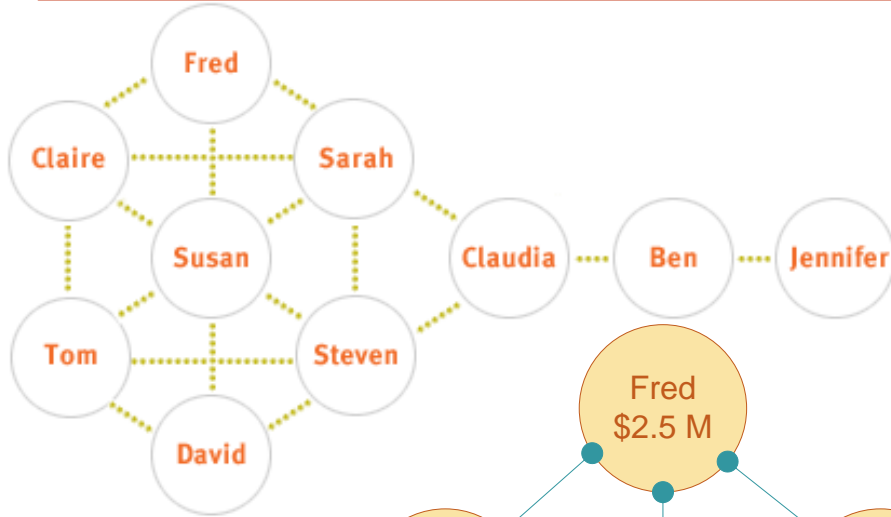 Fred
Claire
Sarah
Susan
Claudia
Ben
Jennifer
Tom
Steven
David
Fred
$2.5 M